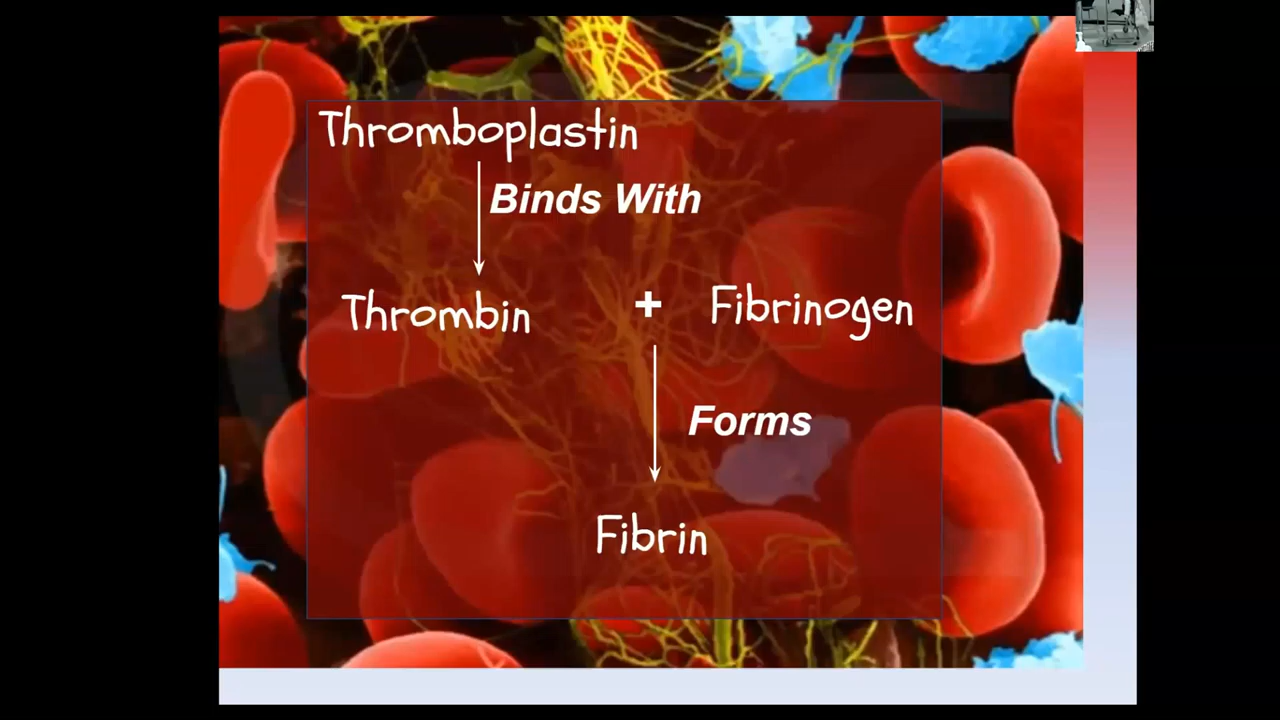 Thromboplastin
Binds With
Thrombin + Fibrinogen
Forms
Fibrin